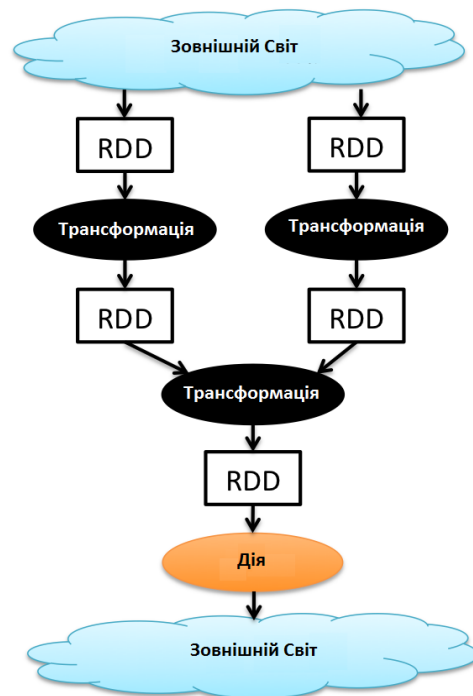 Зовнішній Світ
RDD
RDD
Трансформація
Трансформація
RDD
RDD
Трансформація
RDD
Дія
Зовнішній Світ